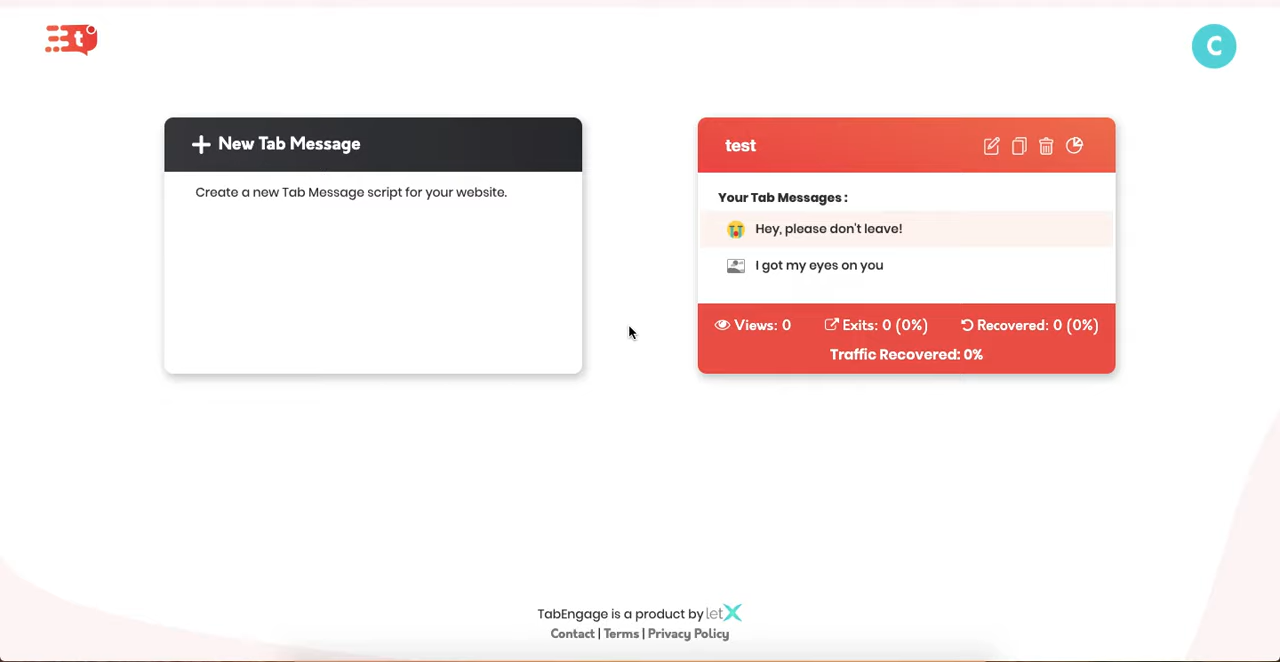 t
C
New Tab Message
Create a new Tab Message script for your website.
test
Your Tab Messages :
Hey, please don't leave!
I got my eyes on you
Views: 0 Exits: 0 (0%) Recovered: 0 (0%)
Traffic Recovered: 0%
TabEngage is a product by letX
Contact | Terms | Privacy Policy